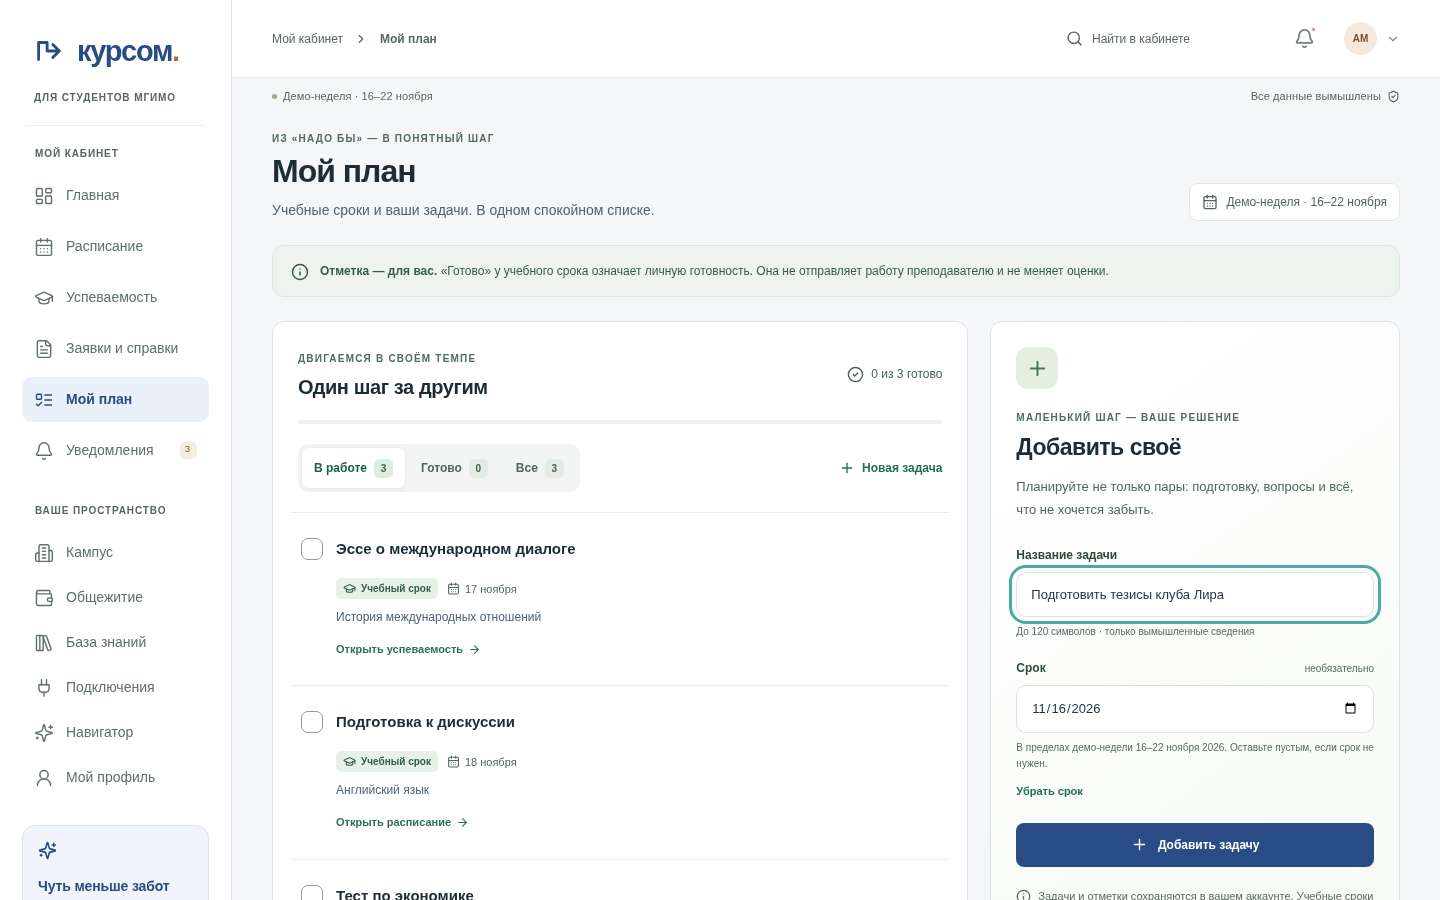 курсом.
ДЛЯ СТУДЕНТОВ МГИМО
МОЙ КАБИНЕТ
Главная
Расписание
Успеваемость
Заявки и справки
Мой план
Уведомления 3
ВАШЕ ПРОСТРАНСТВО
Кампус
Общежитие
База знаний
Подключения
Навигатор
Мой профиль
Чуть меньше забот
Мой кабинет Мой план
Найти в кабинете
АМ
Демо-неделя · 16–22 ноября
Все данные вымышлены
ИЗ «НАДО БЫ» — В ПОНЯТНЫЙ ШАГ
Мой план
Учебные сроки и ваши задачи. В одном спокойном списке.
Демо-неделя · 16–22 ноября
Отметка — для вас. «Готово» у учебного срока означает личную готовность. Она не отправляет работу преподавателю и не меняет оценки.
ДВИГАЕМСЯ В СВОЁМ ТЕМПЕ
Один шаг за другим
0 из 3 готово
В работе 3 Готово 0 Все 3
Новая задача
Эссе о международном диалоге
Учебный срок 17 ноября
История международных отношений
Открыть успеваемость
Подготовка к дискуссии
Учебный срок 18 ноября
Английский язык
Открыть расписание
Тест по экономике
МАЛЕНЬКИЙ ШАГ — ВАШЕ РЕШЕНИЕ
Добавить своё
Планируйте не только пары: подготовку, вопросы и всё,
что не хочется забыть.
Название задачи
Подготовить тезисы клуба Лира
До 120 символов · только вымышленные сведения
Срок необязательно
11/16/2026
В пределах демо-недели 16–22 ноября 2026. Оставьте пустым, если срок не
нужен.
Убрать срок
Добавить задачу
Задачи и отметки сохраняются в вашем аккаунте. Учебные сроки